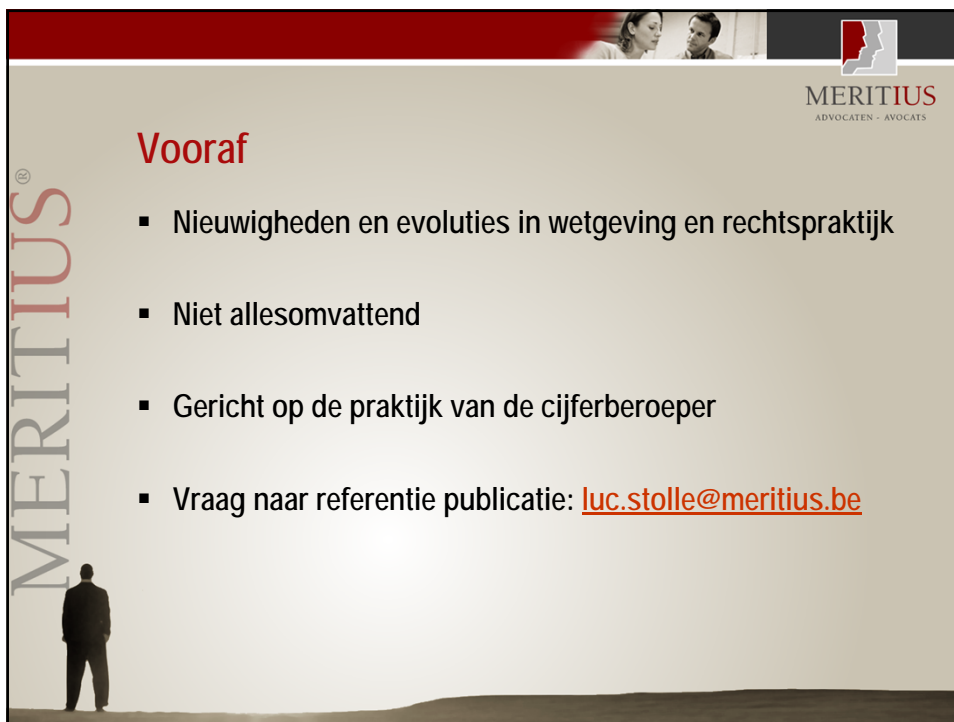 MERITIUS
ADVOCATEN - AVOCATS
Vooraf
▪ Nieuwigheden en evoluties in wetgeving en rechtspraktijk
▪ Niet allesomvattend
▪ Gericht op de praktijk van de cijferberoeper
▪ Vraag naar referentie publicatie: luc.stolle@meritius.be
MERITIUS®